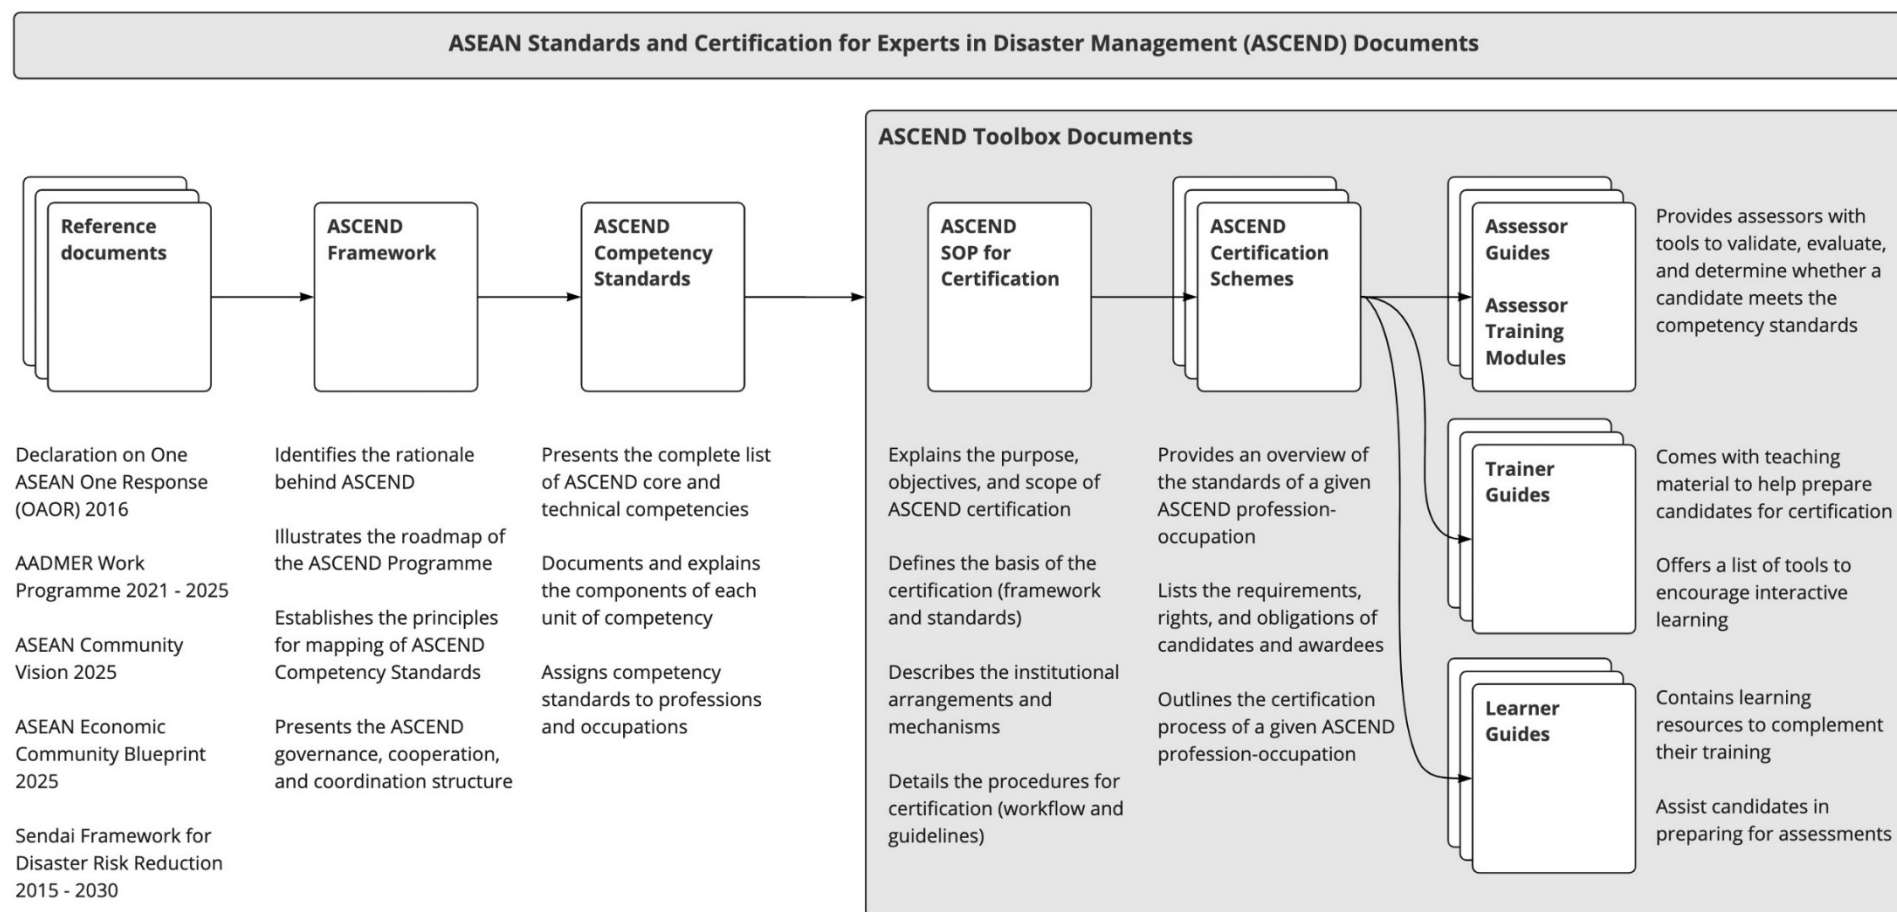 ASEAN Standards and Certification for Experts in Disaster Management (ASCEND) Documents
ASCEND Toolbox Documents
Reference
documents
ASCEND
Framework
ASCEND
Competency
Standards
ASCEND
SOP for
Certification
ASCEND
Certification
Schemes
Assessor
Guides
Assessor
Training
Modules
Provides assessors with
tools to validate, evaluate,
and determine whether a
candidate meets the
competency standards
Declaration on One
ASEAN One Response
(OAOR) 2016
AADMER Work
Programme 2021 - 2025
ASEAN Community
Vision 2025
ASEAN Economic
Community Blueprint
2025
Sendai Framework for
Disaster Risk Reduction
2015 - 2030
Identifies the rationale
behind ASCEND
Illustrates the roadmap of
the ASCEND Programme
Establishes the principles
for mapping of ASCEND
Competency Standards
Presents the ASCEND
governance, cooperation,
and coordination structure
Presents the complete list
of ASCEND core and
technical competencies
Documents and explains
the components of each
unit of competency
Assigns competency
standards to professions
and occupations
Explains the purpose,
objectives, and scope of
ASCEND certification
Defines the basis of the
certification (framework
and standards)
Describes the institutional
arrangements and
mechanisms
Details the procedures for
certification (workflow and
guidelines)
Provides an overview of
the standards of a given
ASCEND profession-
occupation
Lists the requirements,
rights, and obligations of
candidates and awardees
Outlines the certification
process of a given ASCEND
profession-occupation
Trainer
Guides
Comes with teaching
material to help prepare
candidates for certification
Offers a list of tools to
encourage interactive
learning
Learner
Guides
Contains learning
resources to complement
their training
Assist candidates in
preparing for assessments